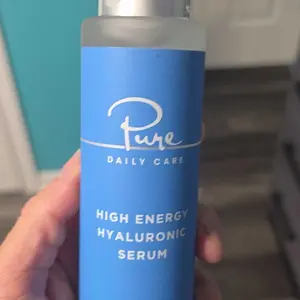 Pure
DAILY CARE
HIGH ENERGY
HYALURONIC
SERUM